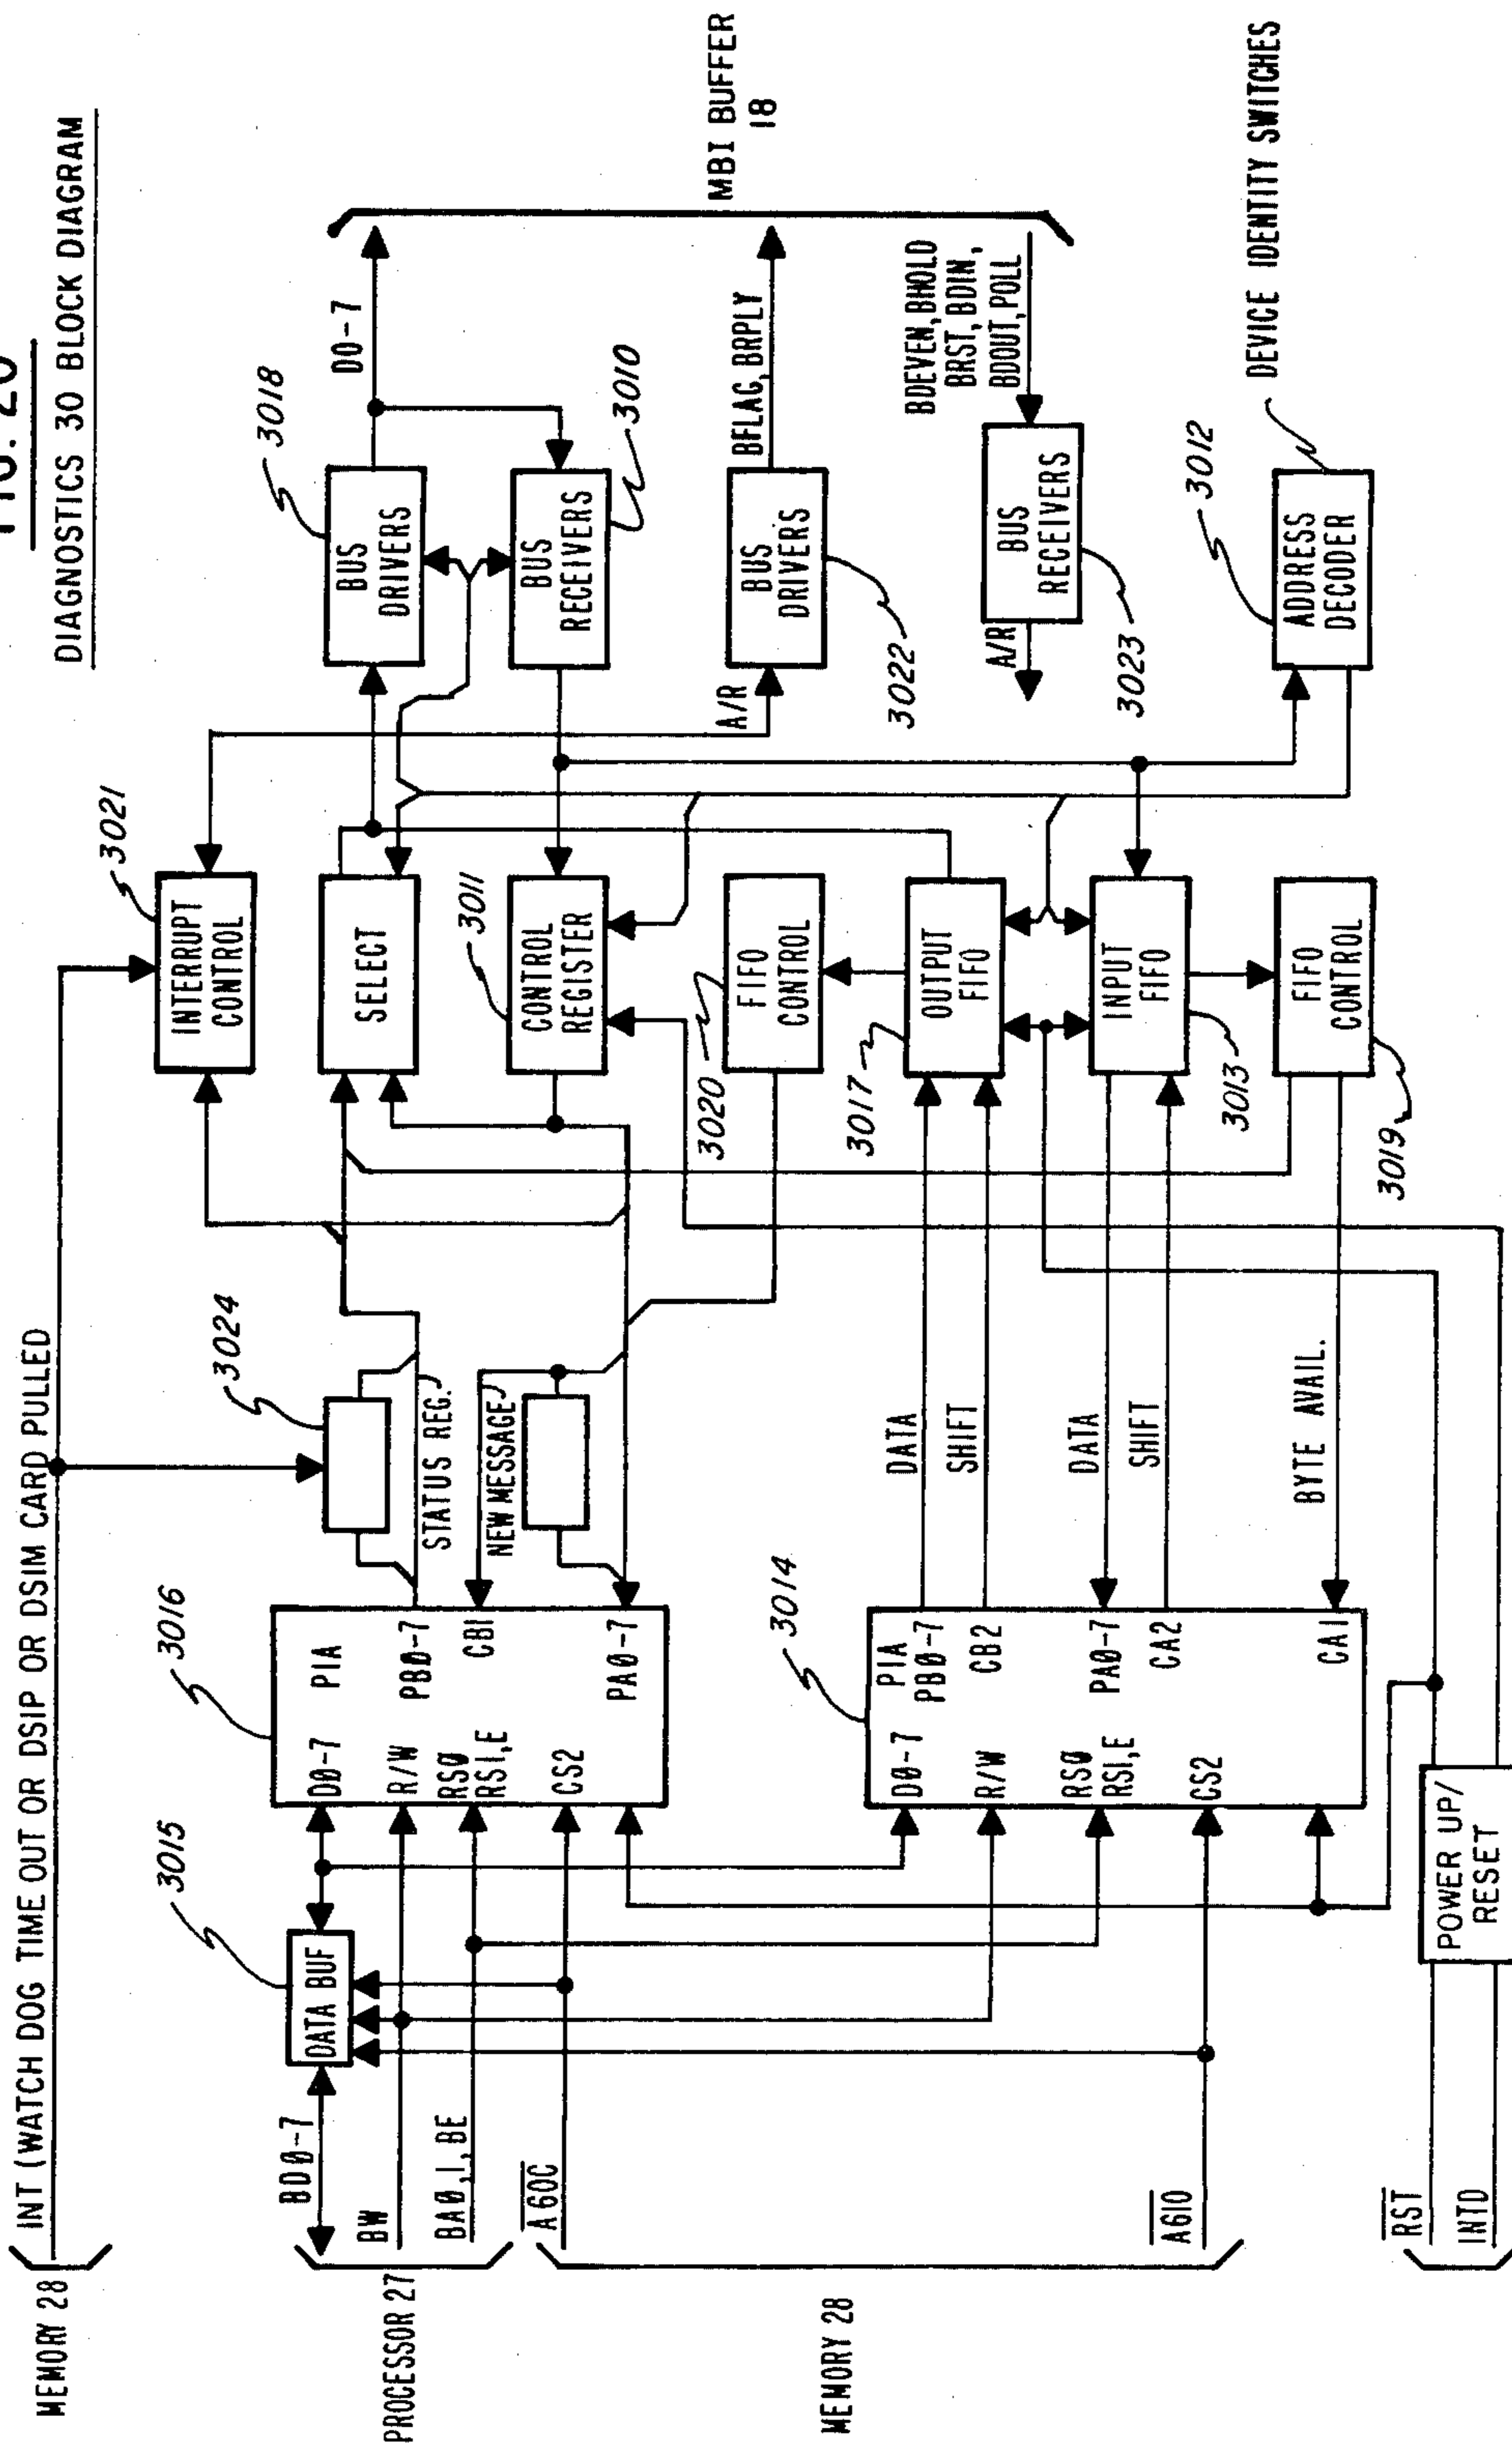 DIAGNOSTICS 30 BLOCK DIAGRAM
MEMORY 28
INT (WATCH DOG TIME OUT OR DSIP OR DSIM CARD PULLED
PROCESSOR 27
BD0-7
BW
BA0,1,BE
A60C
MEMORY 28
A610
RST
INTD
3015
DATA BUF
3016
PIA
D0-7
R/W
RS0
RS1,E
CS2
PB0-7
CB1
PA0-7
3014
PIA
D0-7
R/W
RS0
RS1,E
CS2
PB0-7
CB2
PA0-7
CA2
CA1
POWER UP/
RESET
3024
STATUS REG.
NEW MESSAGE
DATA
SHIFT
DATA
SHIFT
BYTE AVAIL.
3021
INTERRUPT
CONTROL
SELECT
3011
CONTROL
REGISTER
3020
FIFO
CONTROL
3017
OUTPUT
FIFO
INPUT
FIFO
3013
FIFO
CONTROL
3019
3018
BUS
DRIVERS
D0-7
BUS
RECEIVERS
3010
A/R
BUS
DRIVERS
3022
BFLAG, BRPLY
A/R
BUS
RECEIVERS
3023
BDEVEN, BHOLD
BRST, BDIN,
BDOUT, POLL
MBI BUFFER
18
3012
ADDRESS
DECODER
DEVICE IDENTITY SWITCHES